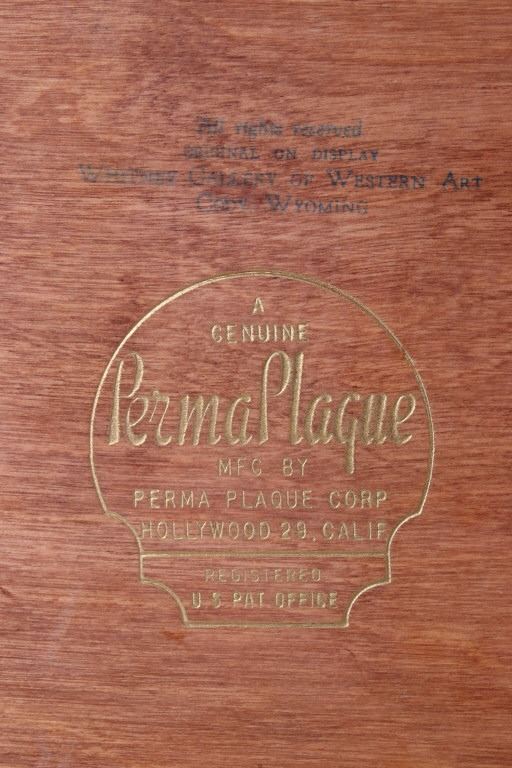 All rights reserved
ORIGINAL ON DISPLAY
WHITNEY GALLERY OF WESTERN ART
CODY, WYOMING
A
GENUINE
PermaPlaque
MFG. BY
PERMA PLAQUE CORP
HOLLYWOOD 29, CALIF
REGISTERED
U S PAT OFFICE